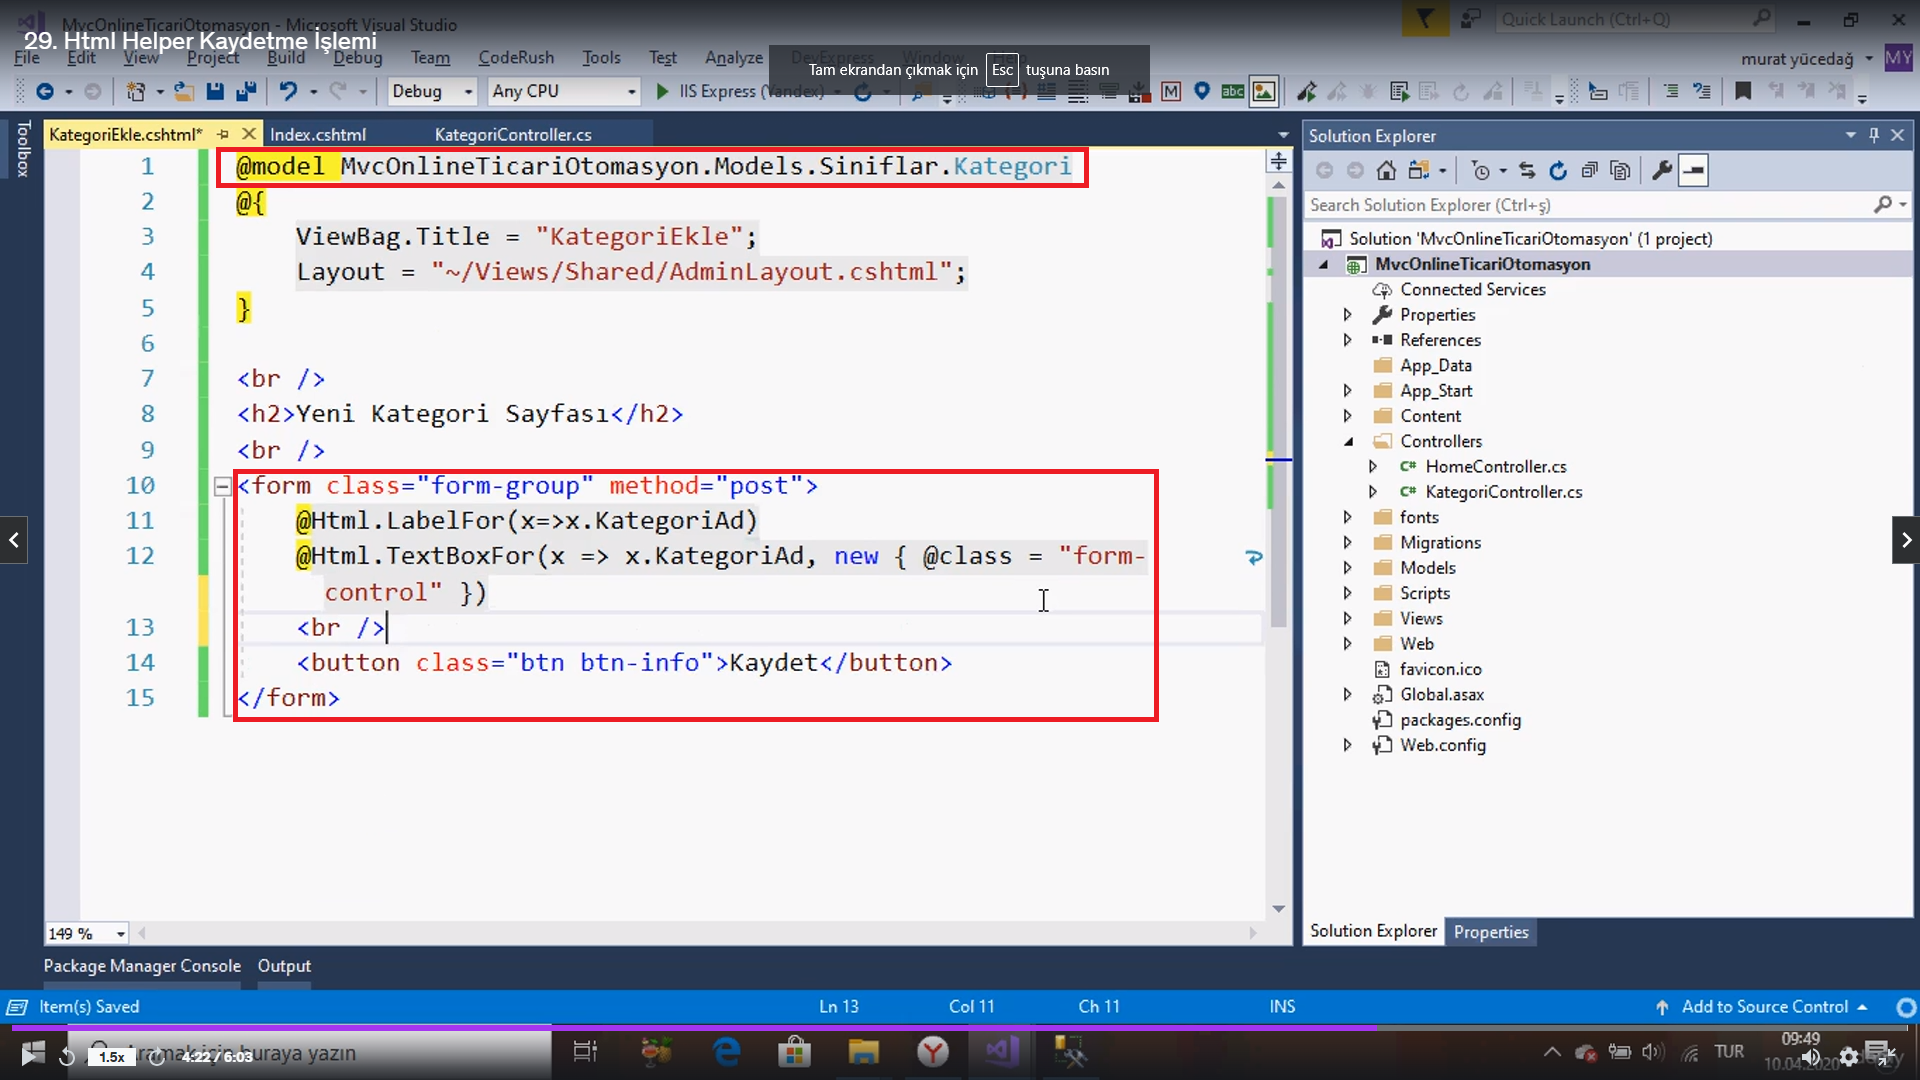 MvcOnlineTicariOtomasyon - Microsoft Visual Studio
Quick Launch (Ctrl+Q)
29. Html Helper Kaydetme İşlemi
File Edit View Project Build Debug Team CodeRush Tools Test Analyze DevExpress Window
murat yücedağ MY
Tam ekrandan çıkmak için Esc tuşuna basın
Debug Any CPU IIS Express (Yandex)
Toolbox
KategoriEkle.cshtml* Index.cshtml KategoriController.cs
1 @model MvcOnlineTicariOtomasyon.Models.Siniflar.Kategori
2 @{
3 ViewBag.Title = "KategoriEkle";
4 Layout = "~/Views/Shared/AdminLayout.cshtml";
5 }
6
7 <br />
8 <h2>Yeni Kategori Sayfası</h2>
9 <br />
10 <form class="form-group" method="post">
11 @Html.LabelFor(x=>x.KategoriAd)
12 @Html.TextBoxFor(x => x.KategoriAd, new { @class = "form-
control" })
13 <br />
14 <button class="btn btn-info">Kaydet</button>
15 </form>
149 %
Solution Explorer
Search Solution Explorer (Ctrl+ş)
Solution 'MvcOnlineTicariOtomasyon' (1 project)
MvcOnlineTicariOtomasyon
Connected Services
Properties
References
App_Data
App_Start
Content
Controllers
C# HomeController.cs
C# KategoriController.cs
fonts
Migrations
Models
Scripts
Views
Web
favicon.ico
Global.asax
packages.config
Web.config
Solution Explorer Properties
Package Manager Console Output
Item(s) Saved Ln 13 Col 11 Ch 11 INS Add to Source Control
1.5x 4:22 / 6:03
Aramak için buraya yazın
TUR
09:49
10.04.2020